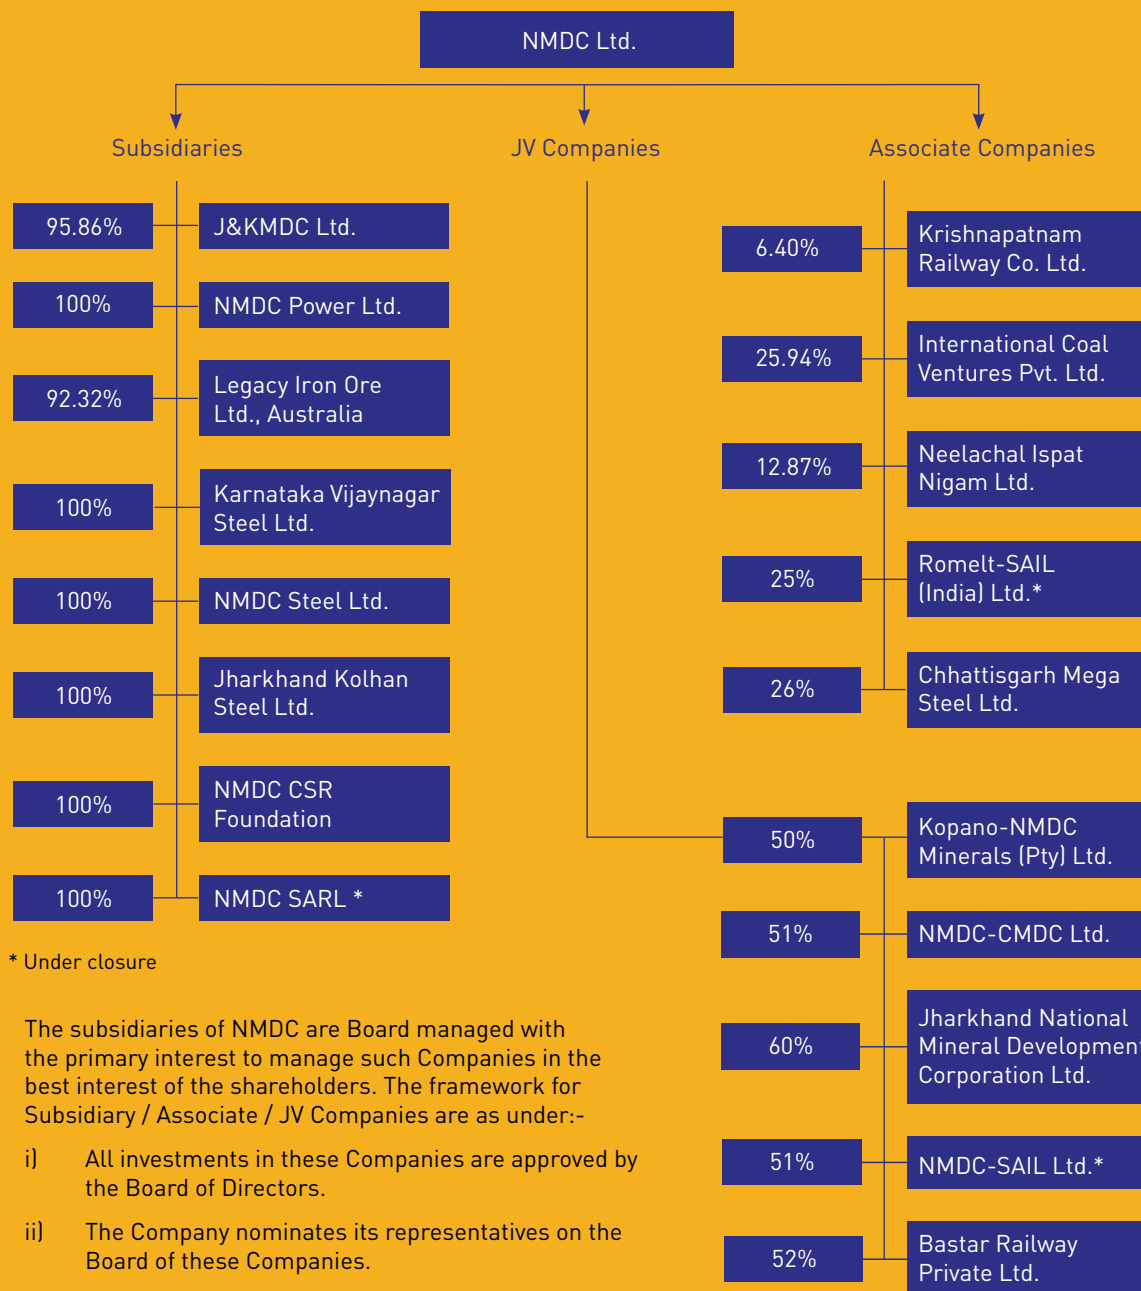 NMDC Ltd.
Subsidiaries
JV Companies
Associate Companies
95.86%
J&KMDC Ltd.
100%
NMDC Power Ltd.
92.32%
Legacy Iron Ore
Ltd., Australia
100%
Karnataka Vijaynagar
Steel Ltd.
100%
NMDC Steel Ltd.
100%
Jharkhand Kolhan
Steel Ltd.
100%
NMDC CSR
Foundation
100%
NMDC SARL *
* Under closure
6.40%
Krishnapatnam
Railway Co. Ltd.
25.94%
International Coal
Ventures Pvt. Ltd.
12.87%
Neelachal Ispat
Nigam Ltd.
25%
Romelt-SAIL
(India) Ltd.*
26%
Chhattisgarh Mega
Steel Ltd.
50%
Kopano-NMDC
Minerals (Pty) Ltd.
51%
NMDC-CMDC Ltd.
60%
Jharkhand National
Mineral Development
Corporation Ltd.
51%
NMDC-SAIL Ltd.*
52%
Bastar Railway
Private Ltd.
The subsidiaries of NMDC are Board managed with
the primary interest to manage such Companies in the
best interest of the shareholders. The framework for
Subsidiary / Associate / JV Companies are as under:-
i) All investments in these Companies are approved by
the Board of Directors.
ii) The Company nominates its representatives on the
Board of these Companies.